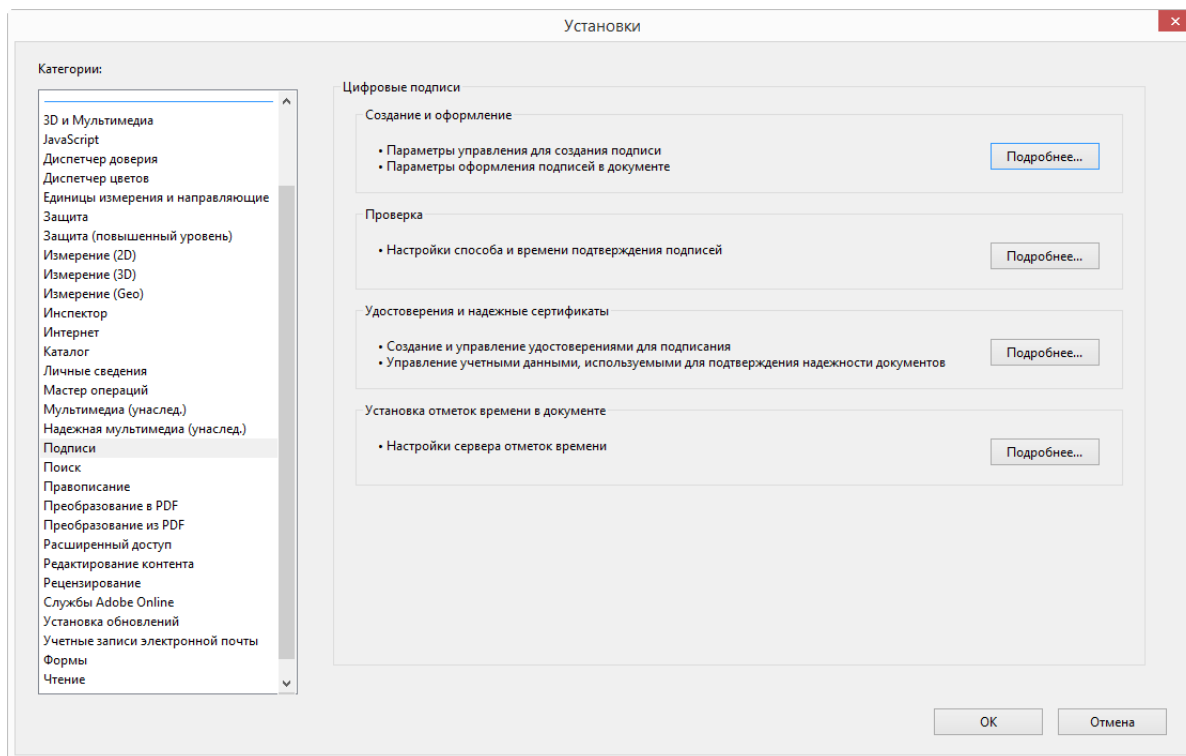 Установки
Категории:
3D и Мультимедиа
JavaScript
Диспетчер доверия
Диспетчер цветов
Единицы измерения и направляющие
Защита
Защита (повышенный уровень)
Измерение (2D)
Измерение (3D)
Измерение (Geo)
Инспектор
Интернет
Каталог
Личные сведения
Мастер операций
Мультимедиа (унаслед.)
Надежная мультимедиа (унаслед.)
Подписи
Поиск
Правописание
Преобразование в PDF
Преобразование из PDF
Расширенный доступ
Редактирование контента
Рецензирование
Службы Adobe Online
Установка обновлений
Учетные записи электронной почты
Формы
Чтение
Цифровые подписи
Создание и оформление
• Параметры управления для создания подписи
• Параметры оформления подписей в документе
Подробнее...
Проверка
• Настройки способа и времени подтверждения подписей
Подробнее...
Удостоверения и надежные сертификаты
• Создание и управление удостоверениями для подписания
• Управление учетными данными, используемыми для подтверждения надежности документов
Подробнее...
Установка отметок времени в документе
• Настройки сервера отметок времени
Подробнее...
ОК
Отмена